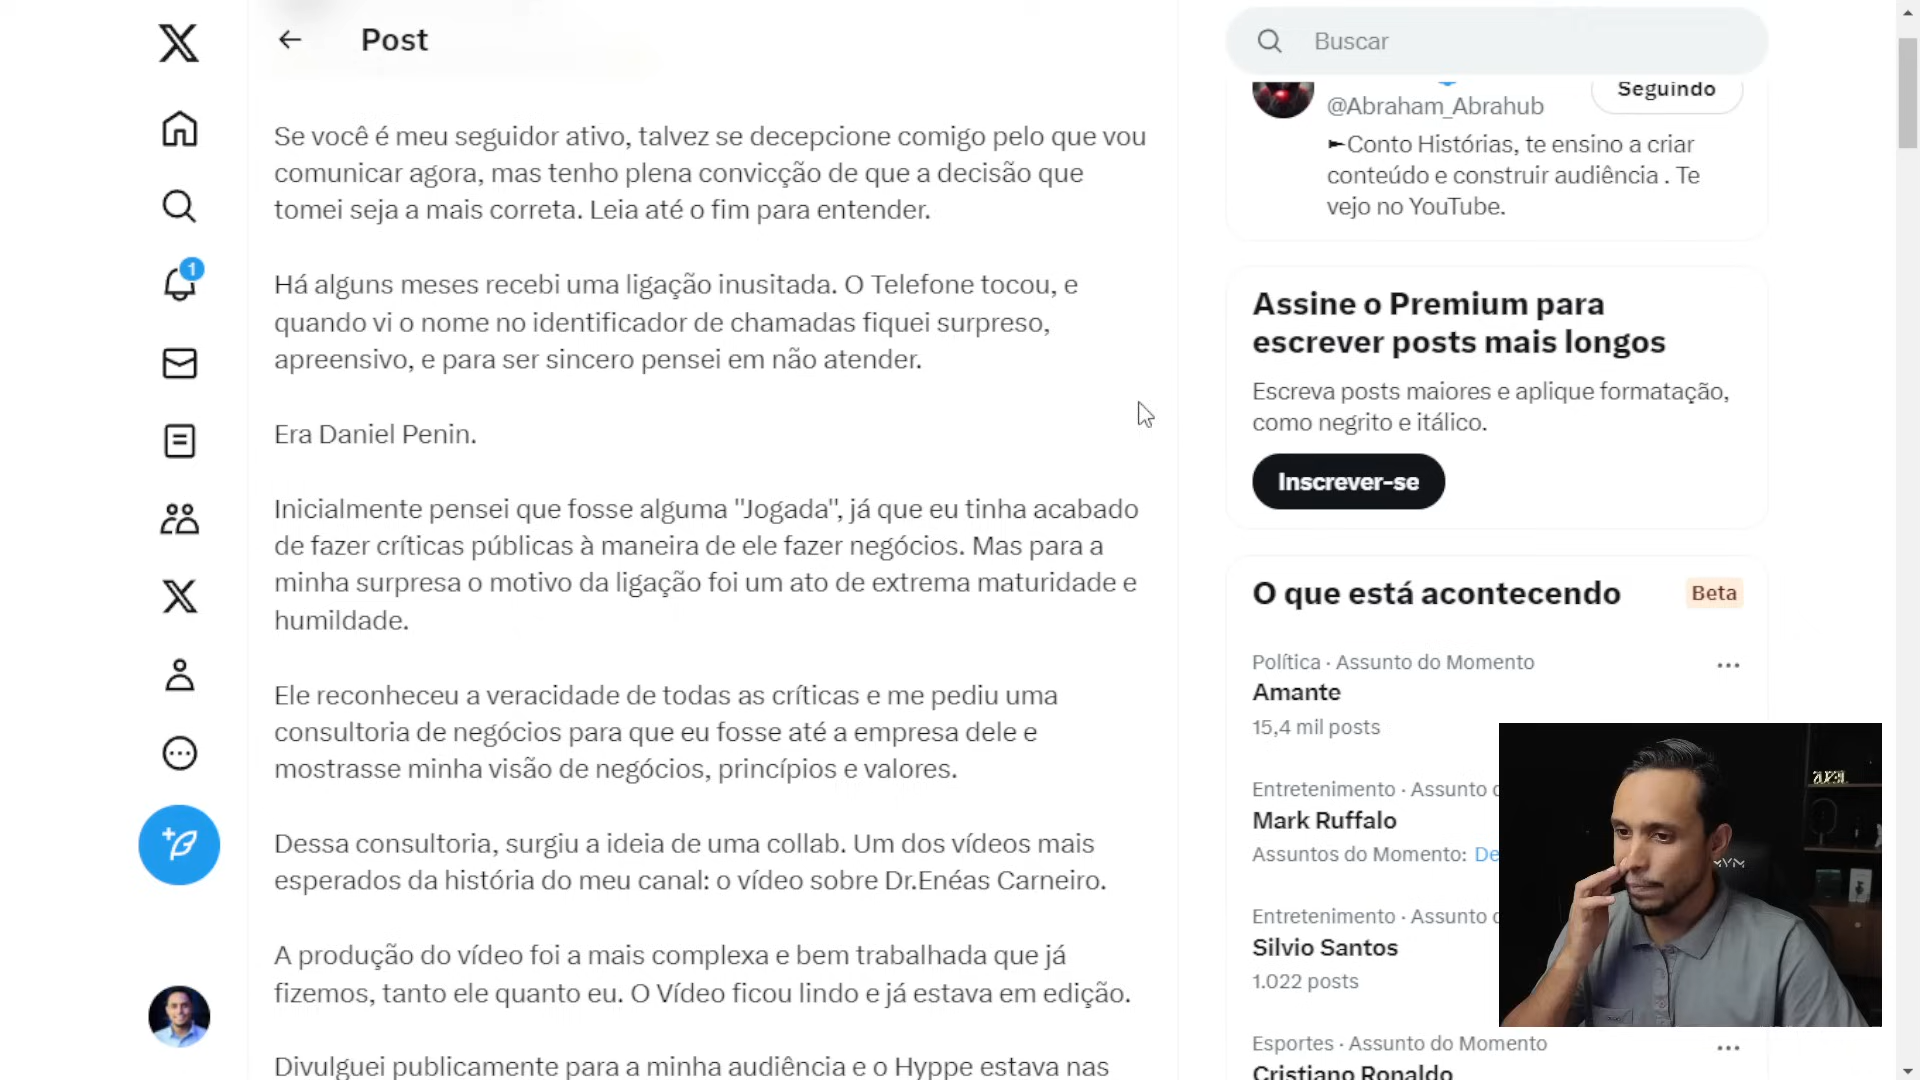 Post
Se você é meu seguidor ativo, talvez se decepcione comigo pelo que vou
comunicar agora, mas tenho plena convicção de que a decisão que
tomei seja a mais correta. Leia até o fim para entender.
Há alguns meses recebi uma ligação inusitada. O Telefone tocou, e
quando vi o nome no identificador de chamadas fiquei surpreso,
apreensivo, e para ser sincero pensei em não atender.
Era Daniel Penin.
Inicialmente pensei que fosse alguma "Jogada", já que eu tinha acabado
de fazer críticas públicas à maneira de ele fazer negócios. Mas para a
minha surpresa o motivo da ligação foi um ato de extrema maturidade e
humildade.
Ele reconheceu a veracidade de todas as críticas e me pediu uma
consultoria de negócios para que eu fosse até a empresa dele e
mostrasse minha visão de negócios, princípios e valores.
Dessa consultoria, surgiu a ideia de uma collab. Um dos vídeos mais
esperados da história do meu canal: o vídeo sobre Dr.Enéas Carneiro.
A produção do vídeo foi a mais complexa e bem trabalhada que já
fizemos, tanto ele quanto eu. O Vídeo ficou lindo e já estava em edição.
Divulguei publicamente para a minha audiência e o Hyppe estava nas
1
Buscar
@Abraham_Abrahub
Seguindo
►Conto Histórias, te ensino a criar
conteúdo e construir audiência . Te
vejo no YouTube.
Assine o Premium para
escrever posts mais longos
Escreva posts maiores e aplique formatação,
como negrito e itálico.
Inscrever-se
O que está acontecendo
Beta
Política · Assunto do Momento
Amante
15,4 mil posts
Entretenimento · Assunto
Mark Ruffalo
Assuntos do Momento: De
Entretenimento · Assunto
Silvio Santos
1.022 posts
Esportes · Assunto do Momento
Cristiano Ronaldo